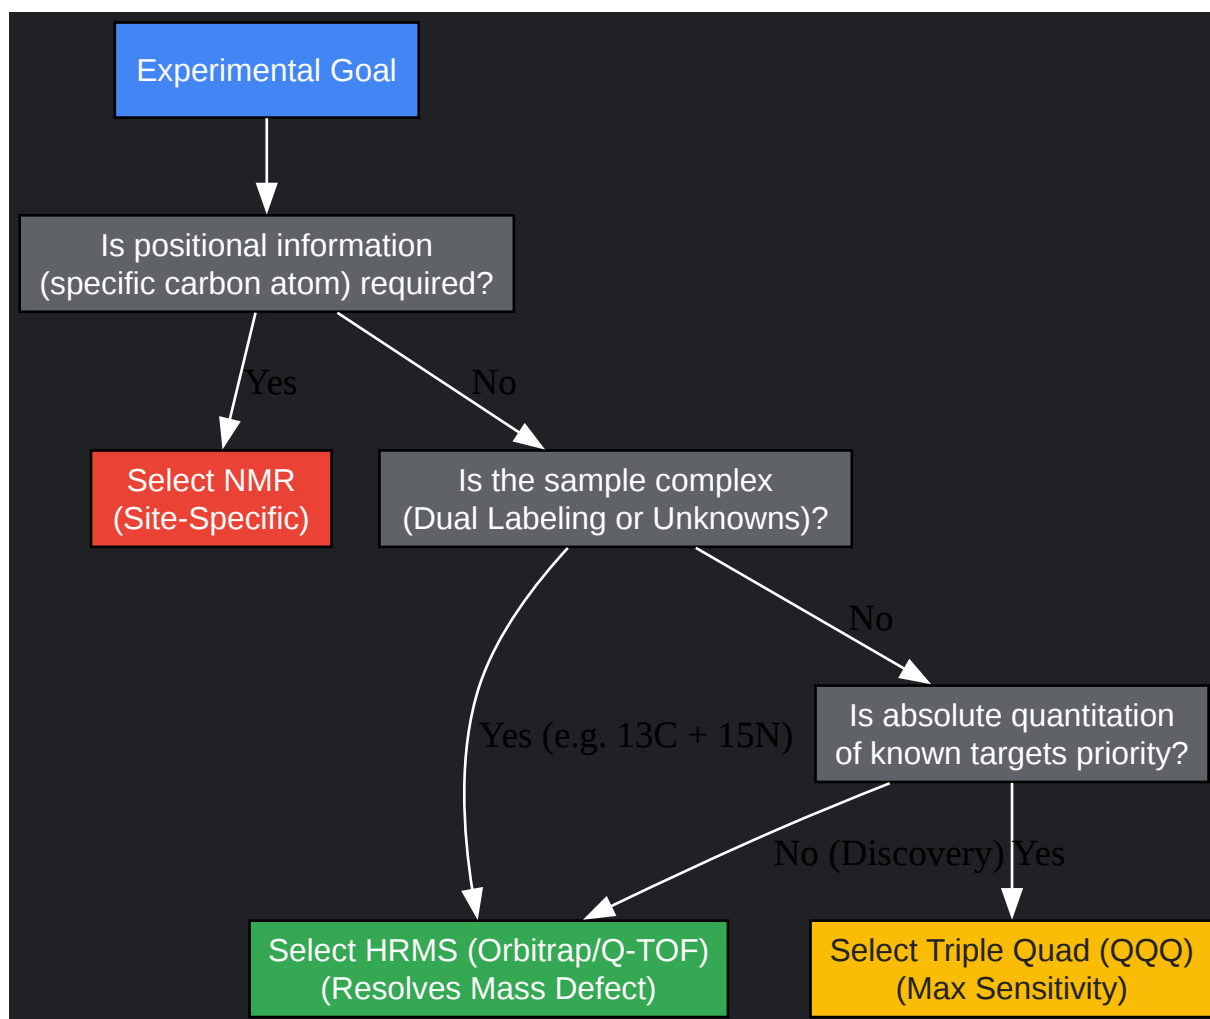 Experimental Goal
Is positional information
(specific carbon atom) required?
Yes
No
Select NMR
(Site-Specific)
Is the sample complex
(Dual Labeling or Unknowns)?
No
Yes (e.g. 13C + 15N)
Is absolute quantitation
of known targets priority?
No (Discovery)
Yes
Select HRMS (Orbitrap/Q-TOF)
(Resolves Mass Defect)
Select Triple Quad (QQQ)
(Max Sensitivity)